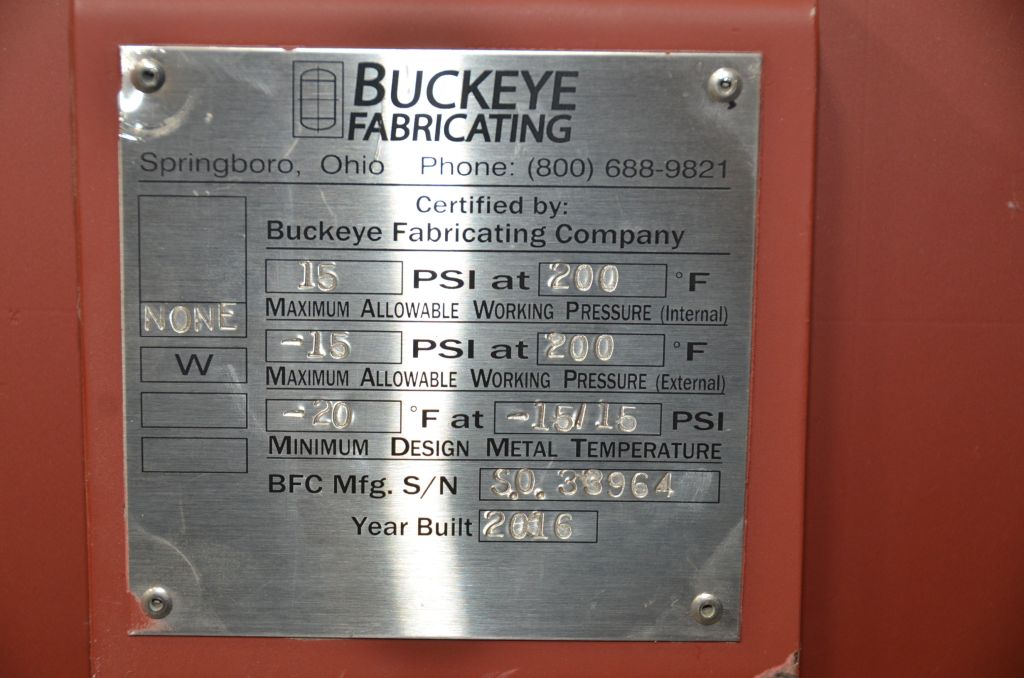 BUCKEYE
FABRICATING
Springboro, Ohio Phone: (800) 688-9821
Certified by:
Buckeye Fabricating Company
15 PSI at 200 °F
MAXIMUM ALLOWABLE WORKING PRESSURE (Internal)
NONE
-15 PSI at 200 °F
W
MAXIMUM ALLOWABLE WORKING PRESSURE (External)
-20 °F at -15/15 PSI
MINIMUM DESIGN METAL TEMPERATURE
BFC Mfg. S/N S.O. 33964
Year Built 2016